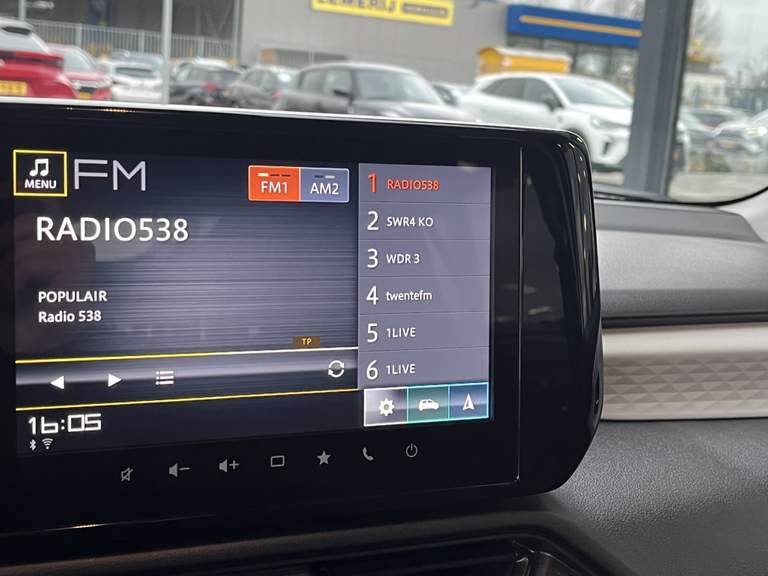 MENU
FM
FM1
AM2
RADIO538
POPULAIR
Radio 538
TP
16:05
1 RADIO538
2 SWR4 KO
3 WDR 3
4 twentefm
5 1LIVE
6 1LIVE